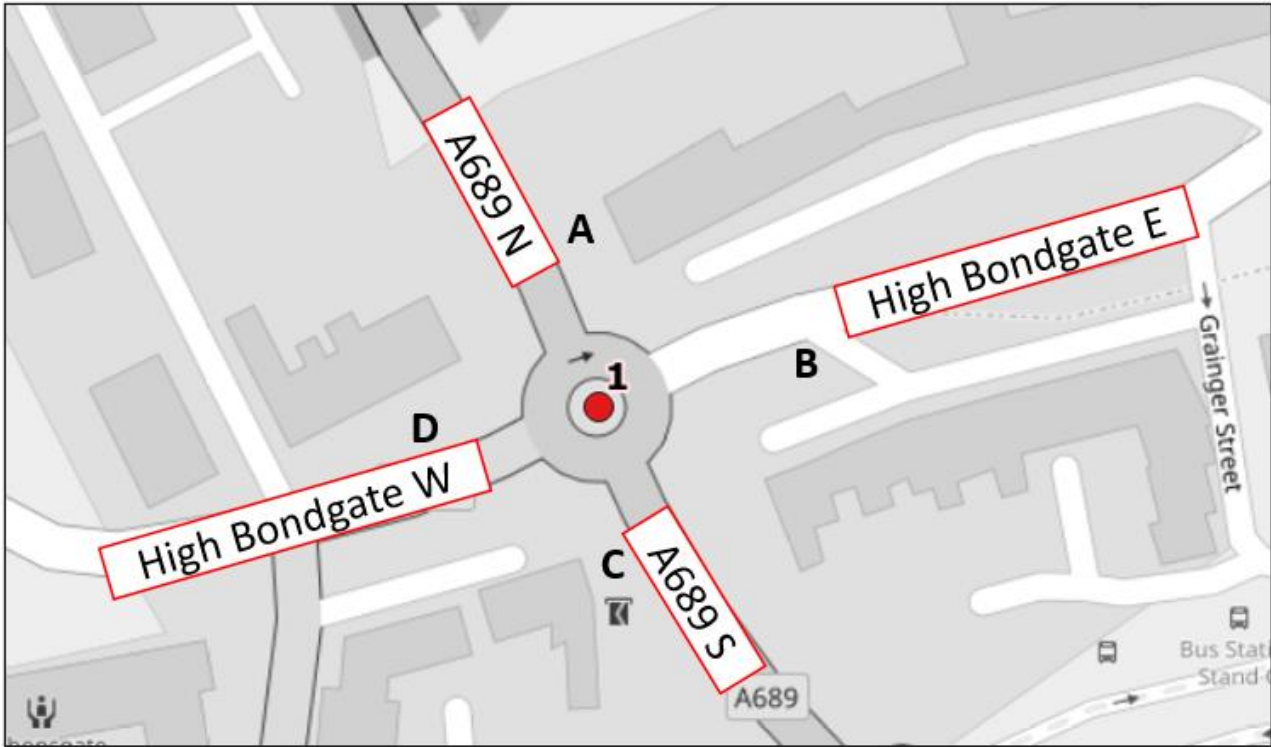 A689 N
A
High Bondgate E
1
B
Grainger Street
D
High Bondgate W
C
A689 S
A689
Bus Stati
Stand